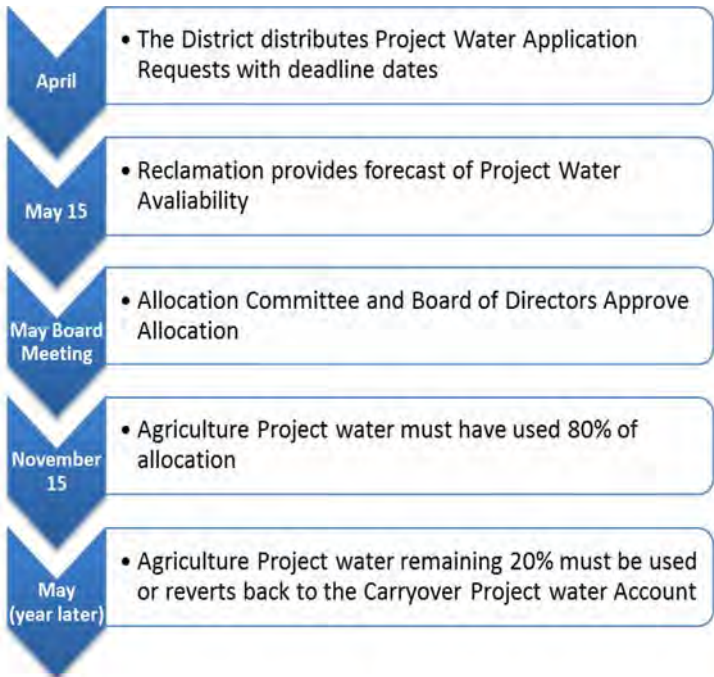 April
• The District distributes Project Water Application
Requests with deadline dates
May 15
• Reclamation provides forecast of Project Water
Avaliability
May Board
Meeting
• Allocation Committee and Board of Directors Approve
Allocation
November
15
• Agriculture Project water must have used 80% of
allocation
May
(year later)
• Agriculture Project water remaining 20% must be used
or reverts back to the Carryover Project water Account